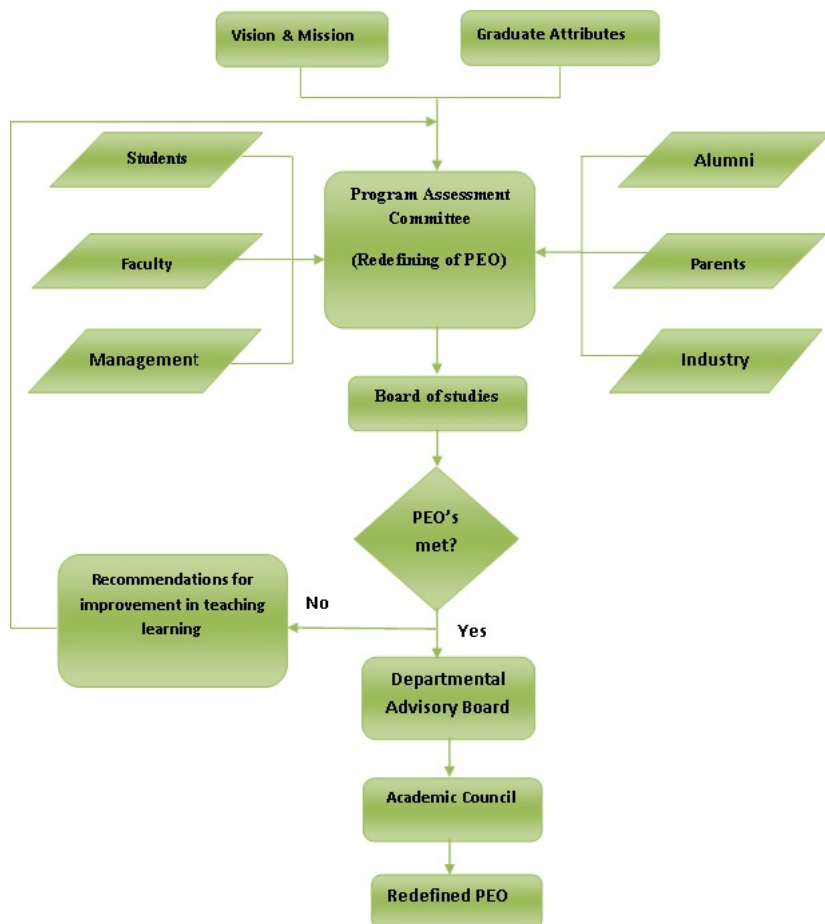 Vision & Mission
Graduate Attributes
Students
Alumni
Program Assessment
Committee
(Redefining of PEO)
Faculty
Parents
Management
Industry
Board of studies
PEO's
met?
Recommendations for
improvement in teaching
learning
No
Yes
Departmental
Advisory Board
Academic Council
Redefined PEO